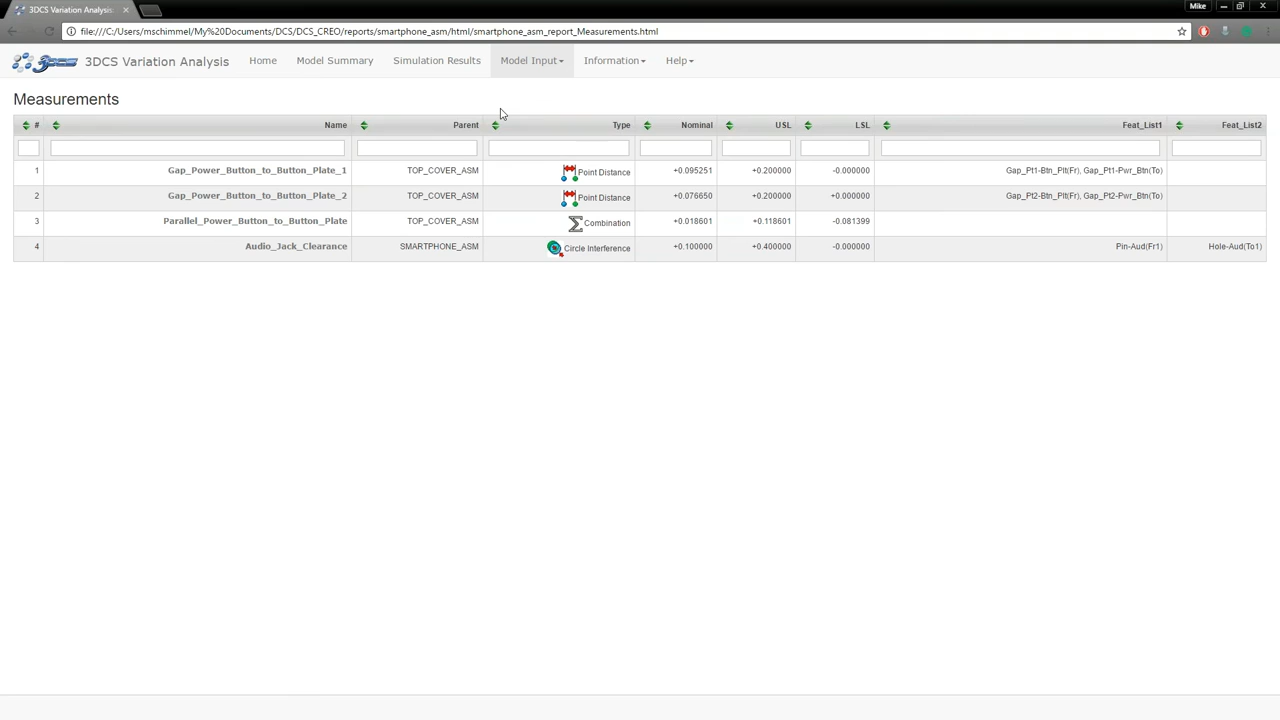 3DCS Variation Analysis
Mike
file:///C:/Users/mschimmel/My%20Documents/DCS/DCS_CREO/reports/smartphone_asm/html/smartphone_asm_report_Measurements.html
3DCS 3DCS Variation Analysis Home Model Summary Simulation Results Model Input Information Help
Measurements
# Name Parent Type Nominal USL LSL Feat_List1 Feat_List2
1 Gap_Power_Button_to_Button_Plate_1 TOP_COVER_ASM Point Distance +0.095251 +0.200000 -0.000000 Gap_Pt1-Btn_Plt(Fr), Gap_Pt1-Pwr_Btn(To)
2 Gap_Power_Button_to_Button_Plate_2 TOP_COVER_ASM Point Distance +0.076650 +0.200000 +0.000000 Gap_Pt2-Btn_Plt(Fr), Gap_Pt2-Pwr_Btn(To)
3 Parallel_Power_Button_to_Button_Plate TOP_COVER_ASM Combination +0.018601 +0.118601 -0.081399
4 Audio_Jack_Clearance SMARTPHONE_ASM Circle Interference +0.100000 +0.400000 -0.000000 Pin-Aud(Fr1) Hole-Aud(To1)